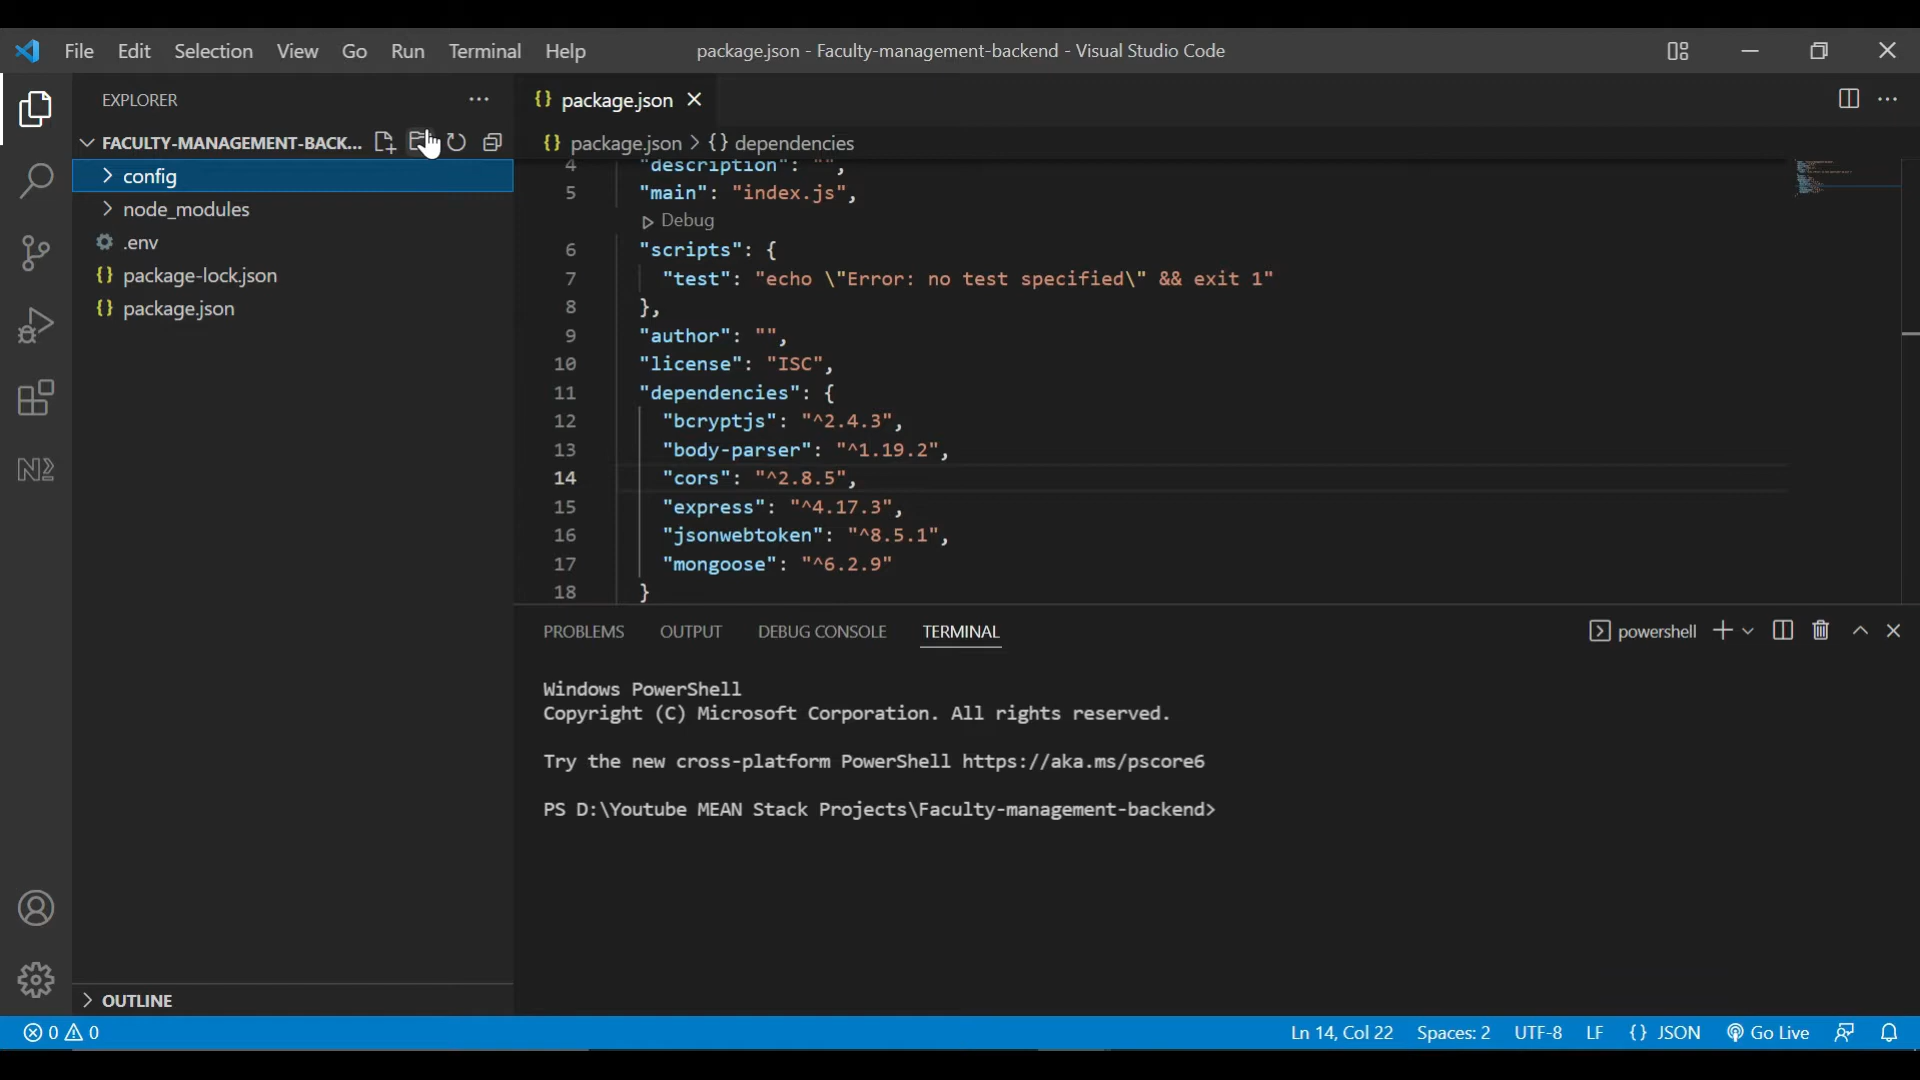 File Edit Selection View Go Run Terminal Help
package.json - Faculty-management-backend - Visual Studio Code
EXPLORER
FACULTY-MANAGEMENT-BACK...
config
node_modules
.env
package-lock.json
package.json
OUTLINE
package.json
package.json > {} dependencies
4 "description": "",
5 "main": "index.js",
Debug
6 "scripts": {
7 "test": "echo \"Error: no test specified\" && exit 1"
8 },
9 "author": "",
10 "license": "ISC",
11 "dependencies": {
12 "bcryptjs": "^2.4.3",
13 "body-parser": "^1.19.2",
14 "cors": "^2.8.5",
15 "express": "^4.17.3",
16 "jsonwebtoken": "^8.5.1",
17 "mongoose": "^6.2.9"
18 }
PROBLEMS OUTPUT DEBUG CONSOLE TERMINAL
powershell
Windows PowerShell
Copyright (C) Microsoft Corporation. All rights reserved.
Try the new cross-platform PowerShell https://aka.ms/pscore6
PS D:\Youtube MEAN Stack Projects\Faculty-management-backend>
0 0
Ln 14, Col 22 Spaces: 2 UTF-8 LF {} JSON Go Live